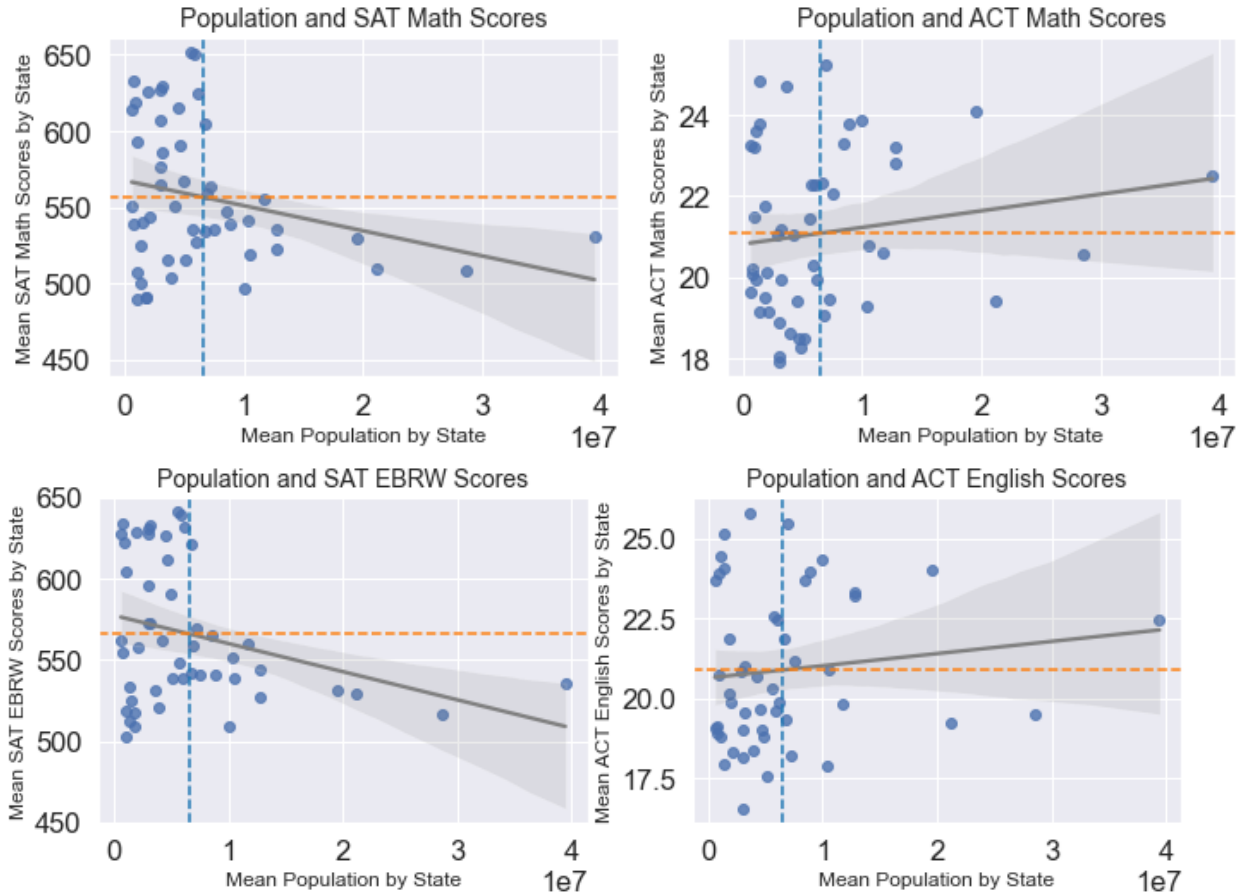 Population and SAT Math Scores
Mean SAT Math Scores by State
650
600
550
500
450
0 1 2 3 4
1e7
Mean Population by State
Population and ACT Math Scores
Mean ACT Math Scores by State
24
22
20
18
0 1 2 3 4
1e7
Mean Population by State
Population and SAT EBRW Scores
Mean SAT EBRW Scores by State
650
600
550
500
450
0 1 2 3 4
1e7
Mean Population by State
Population and ACT English Scores
Mean ACT English Scores by State
25.0
22.5
20.0
17.5
0 1 2 3 4
1e7
Mean Population by State